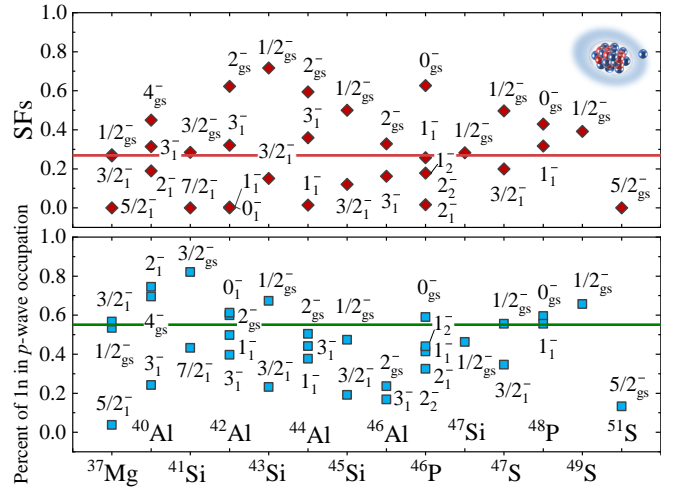 1.0
0.8
0.6
0.4
0.2
0.0
SFs
1/2⁻gs
3/2⁻₁
5/2⁻₁
4⁻gs
3⁻₁
2⁻₁
3/2⁻gs
7/2⁻₁
2⁻gs
3⁻₁
1⁻₁
0⁻₁
1/2⁻gs
3/2⁻₁
2⁻gs
3⁻₁
1⁻₁
1/2⁻gs
3/2⁻₁
2⁻gs
3⁻₁
0⁻gs
1⁻₁
1⁻₂
2⁻₂
2⁻₁
1/2⁻gs
1/2⁻gs
3/2⁻₁
0⁻gs
1⁻₁
1/2⁻gs
5/2⁻gs
1.0
0.8
0.6
0.4
0.2
0.0
Percent of 1n in p-wave occupation
3/2⁻₁
1/2⁻gs
5/2⁻₁
2⁻₁
4⁻gs
3⁻₁
3/2⁻gs
7/2⁻₁
0⁻₁
2⁻gs
1⁻₁
3⁻₁
1/2⁻gs
3/2⁻₁
2⁻gs
3⁻₁
1⁻₁
1/2⁻gs
3/2⁻₁
2⁻gs
3⁻₁
0⁻gs
1⁻₂
1⁻₁
2⁻₁
2⁻₂
1/2⁻gs
1/2⁻gs
3/2⁻₁
0⁻gs
1⁻₁
1/2⁻gs
5/2⁻gs
⁴⁰Al ⁴²Al ⁴⁴Al ⁴⁶Al ⁴⁷Si ⁴⁸P ⁵¹S
³⁷Mg ⁴¹Si ⁴³Si ⁴⁵Si ⁴⁶P ⁴⁷S ⁴⁹S